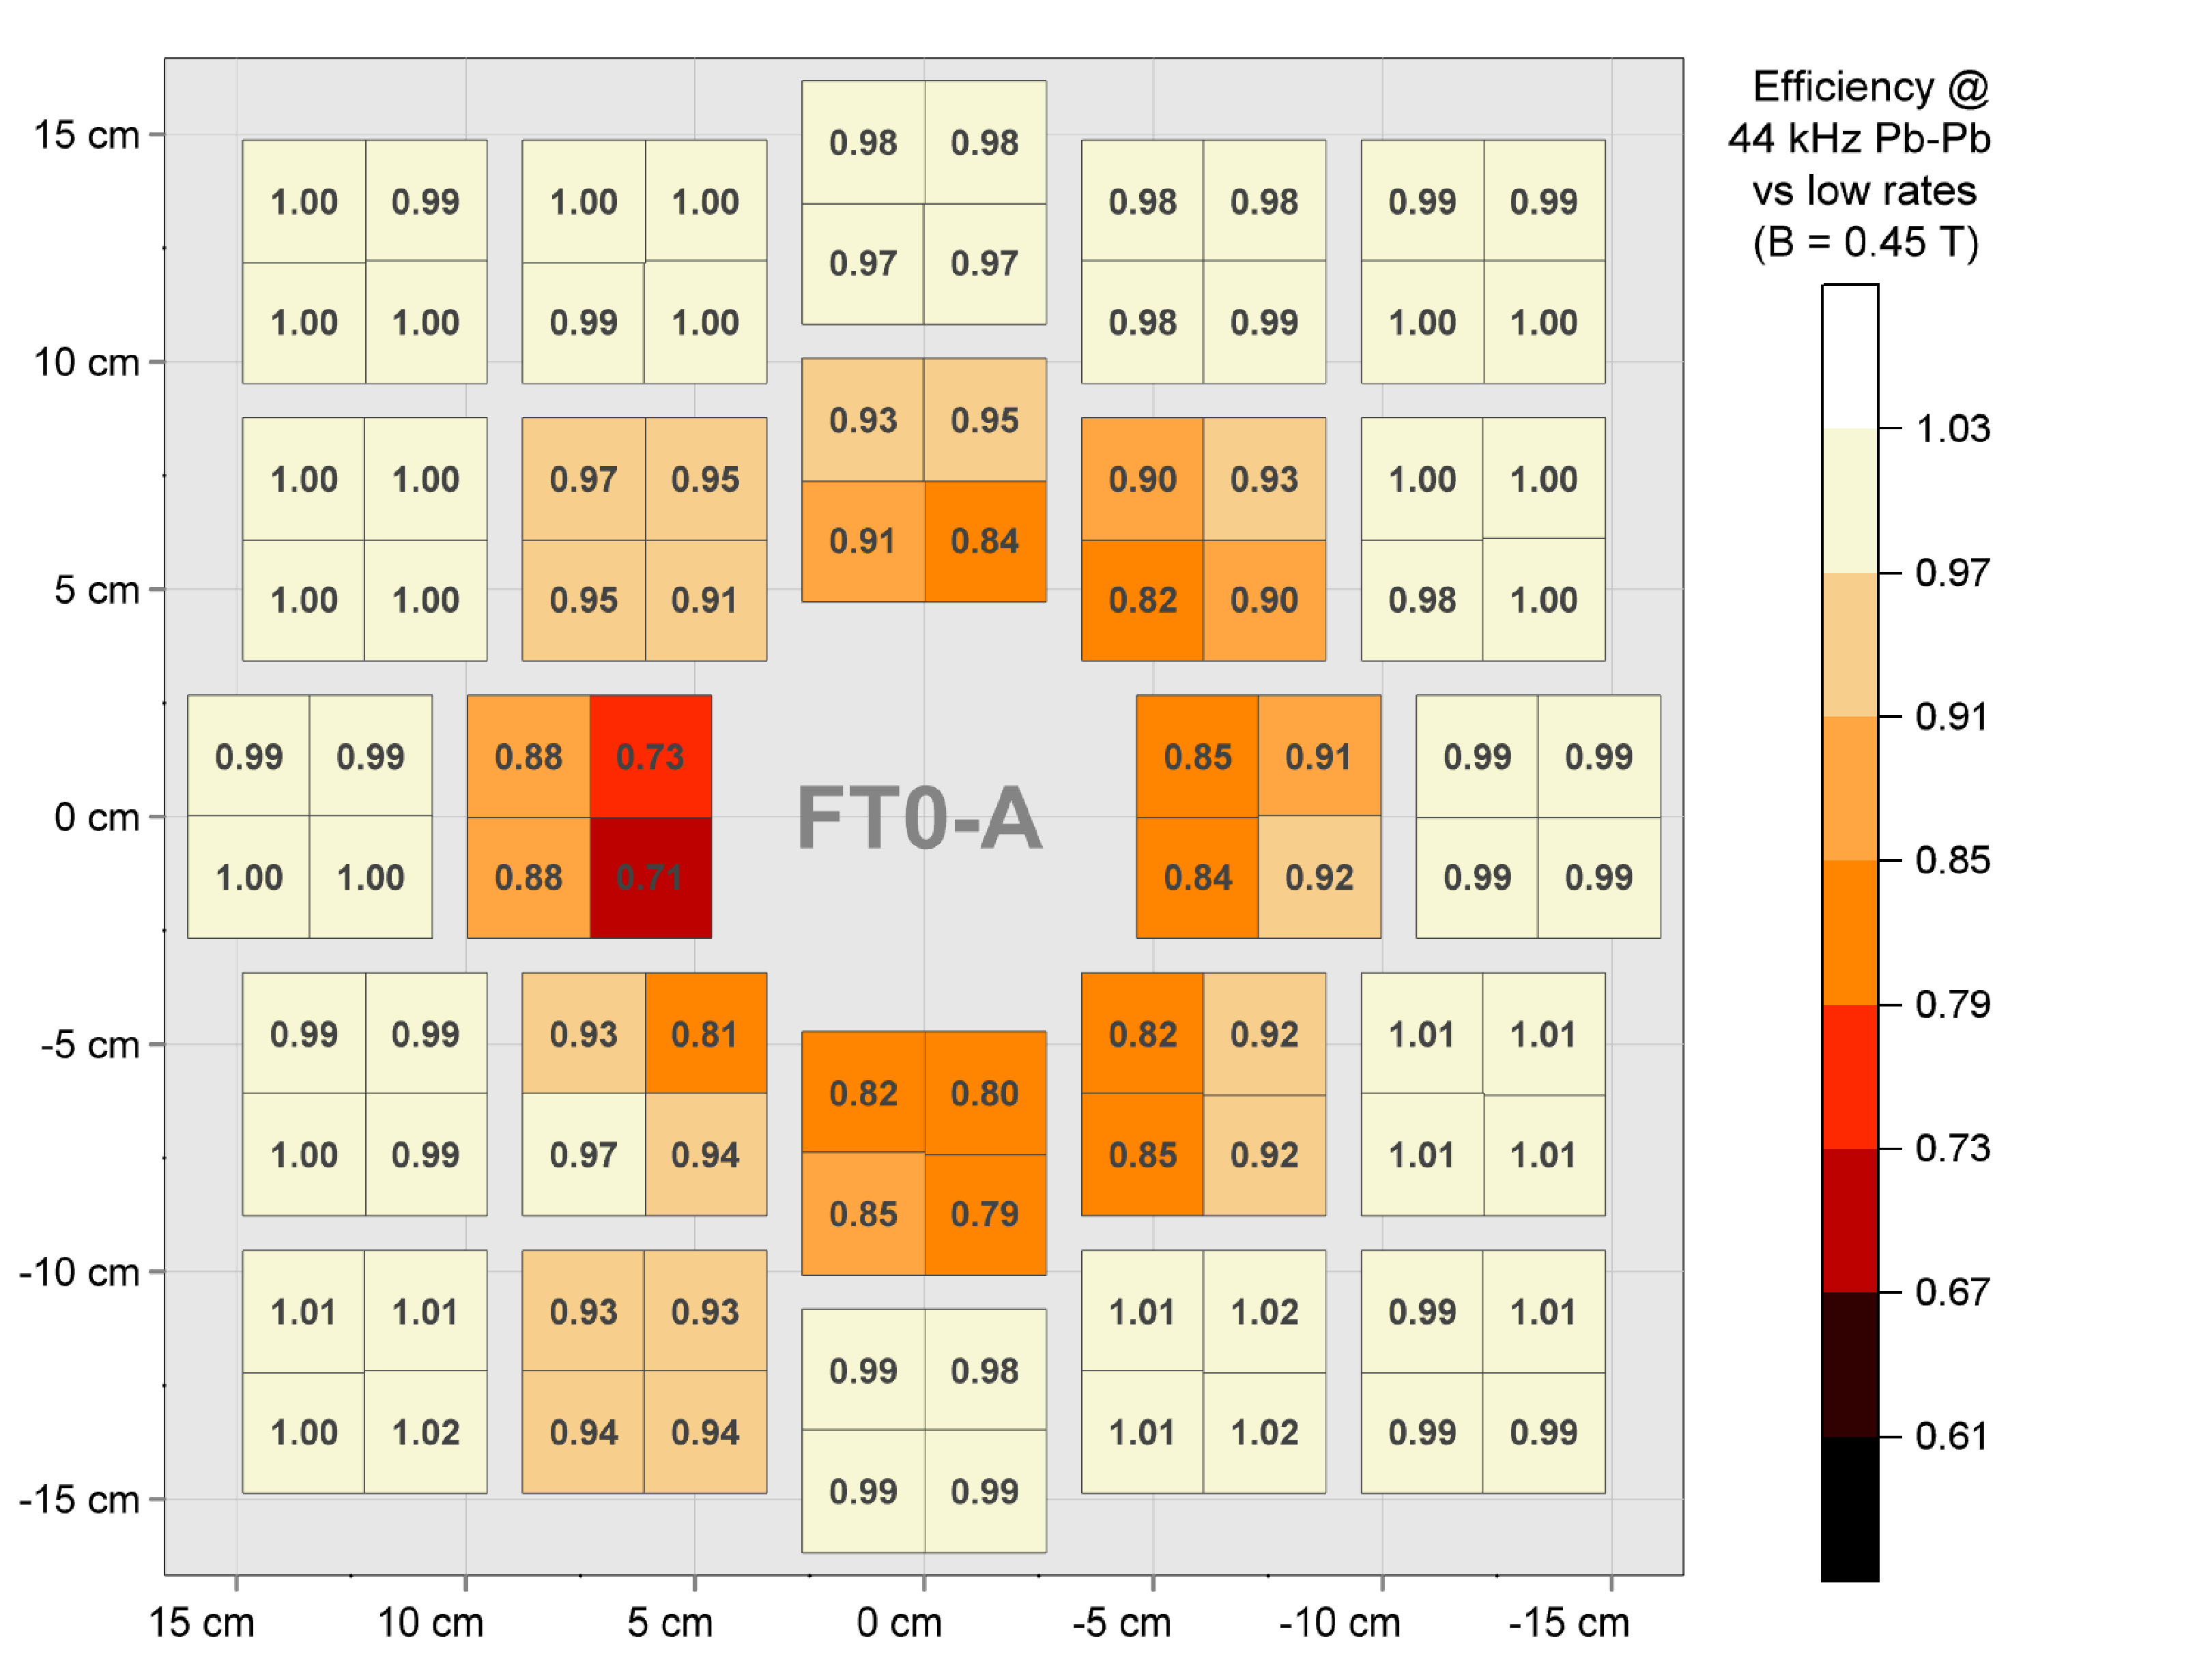 Efficiency @
44 kHz Pb-Pb
vs low rates
(B = 0.45 T)
0.98 0.98
15 cm
1.00 0.99 1.00 1.00 0.98 0.98 0.99 0.99
0.97 0.97
1.00 1.00 0.99 1.00 0.98 0.99 1.00 1.00
10 cm
0.93 0.95
1.03
1.00 1.00 0.97 0.95 0.90 0.93 1.00 1.00
0.91 0.84
0.97
5 cm
1.00 1.00 0.95 0.91 0.82 0.90 0.98 1.00
0.91
0.99 0.99 0.88 0.73 0.85 0.91 0.99 0.99
0 cm FT0-A
0.85
1.00 1.00 0.88 0.71 0.84 0.92 0.99 0.99
0.79
-5 cm
0.99 0.99 0.93 0.81 0.82 0.92 1.01 1.01
0.82 0.80
0.73
1.00 0.99 0.97 0.94 0.85 0.92 1.01 1.01
0.85 0.79
-10 cm
0.67
1.01 1.01 0.93 0.93 1.01 1.02 0.99 1.01
0.99 0.98
1.00 1.02 0.94 0.94 1.01 1.02 0.99 0.99
0.61
0.99 0.99
-15 cm
15 cm 10 cm 5 cm 0 cm -5 cm -10 cm -15 cm